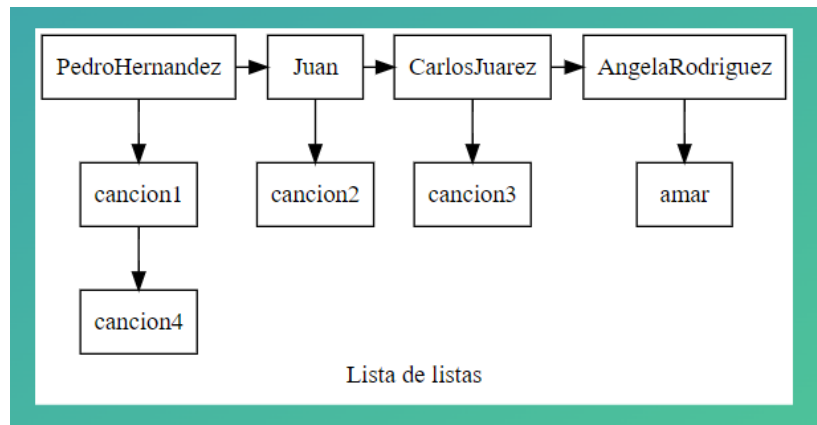 PedroHernandez
Juan
CarlosJuarez
AngelaRodriguez
cancion1
cancion2
cancion3
amar
cancion4
Lista de listas